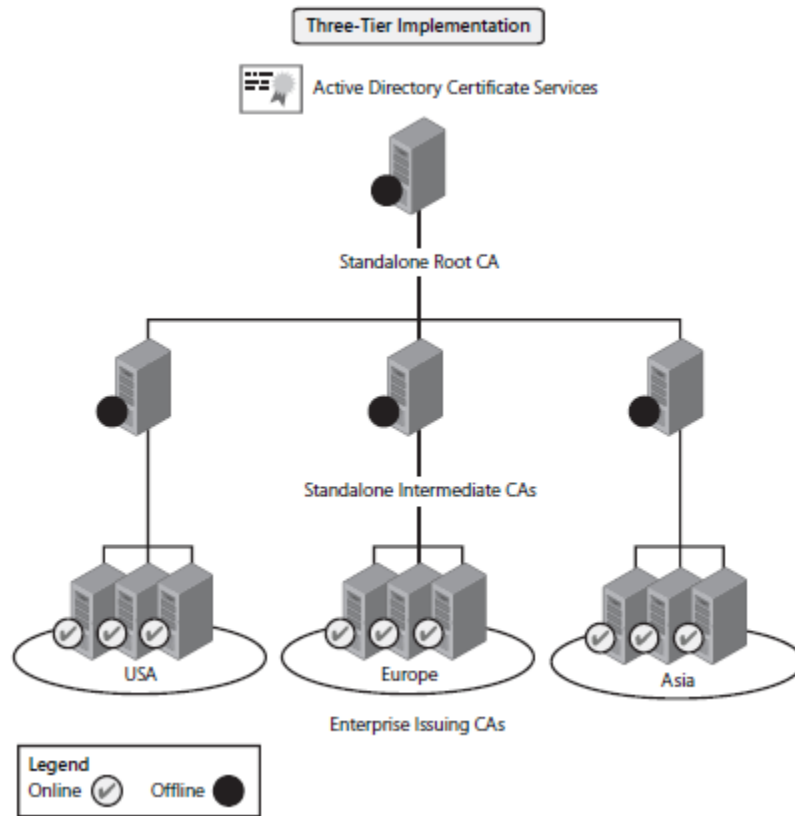 Three-Tier Implementation
Active Directory Certificate Services
Standalone Root CA
Standalone Intermediate CAs
USA
Europe
Asia
Enterprise Issuing CAs
Legend
Online
Offline